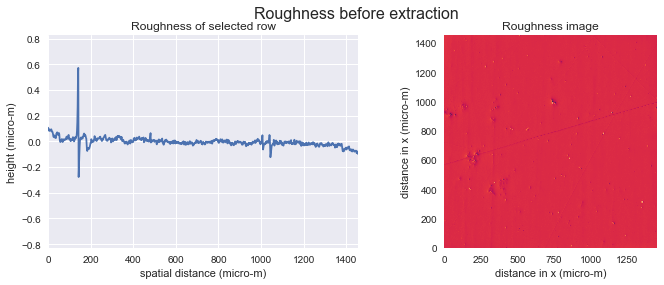 Roughness before extraction
Roughness of selected row
0.8
0.6
0.4
0.2
0.0
−0.2
−0.4
−0.6
−0.8
height (micro-m)
0 200 400 600 800 1000 1200 1400
spatial distance (micro-m)
Roughness image
1400
1200
1000
800
600
400
200
0
distance in x (micro-m)
0 250 500 750 1000 1250
distance in x (micro-m)